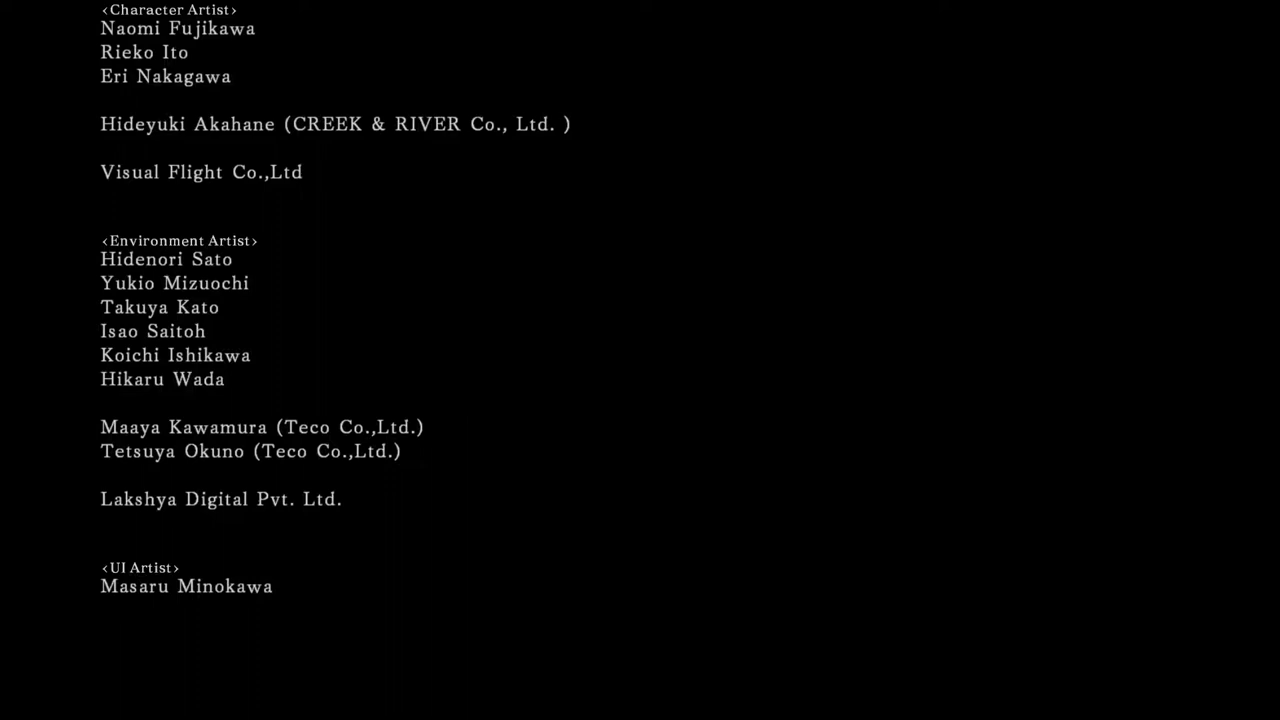 ‹Character Artist›
Naomi Fujikawa
Rieko Ito
Eri Nakagawa
Hideyuki Akahane (CREEK & RIVER Co., Ltd. )
Visual Flight Co.,Ltd
‹Environment Artist›
Hidenori Sato
Yukio Mizuochi
Takuya Kato
Isao Saitoh
Koichi Ishikawa
Hikaru Wada
Maaya Kawamura (Teco Co.,Ltd.)
Tetsuya Okuno (Teco Co.,Ltd.)
Lakshya Digital Pvt. Ltd.
‹UI Artist›
Masaru Minokawa